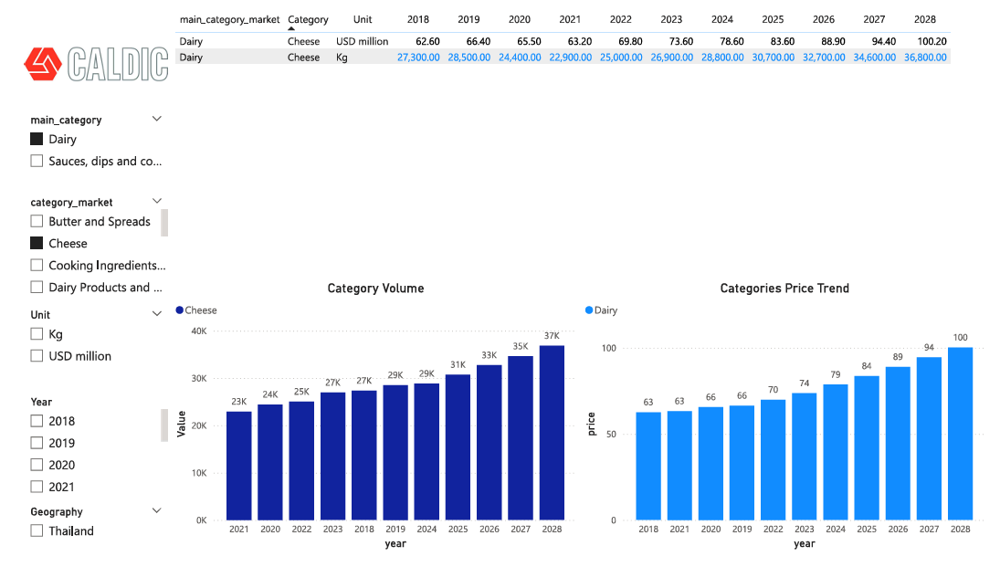 main_category_market Category Unit 2018 2019 2020 2021 2022 2023 2024 2025 2026 2027 2028
Dairy Cheese USD million 62.60 66.40 65.50 63.20 69.80 73.60 78.60 83.60 88.90 94.40 100.20
Dairy Cheese Kg 27,300.00 28,500.00 24,400.00 22,900.00 25,000.00 26,900.00 28,800.00 30,700.00 32,700.00 34,600.00 36,800.00
CALDIC
main_category
Dairy
Sauces, dips and co...
category_market
Butter and Spreads
Cheese
Cooking Ingredients...
Dairy Products and ...
Unit
Kg
USD million
Year
2018
2019
2020
2021
Geography
Thailand
Category Volume
Cheese
40K
30K
20K
10K
0K
Value
23K 24K 25K 27K 27K 29K 29K 31K 33K 35K 37K
2021 2020 2022 2023 2018 2019 2024 2025 2026 2027 2028
year
Categories Price Trend
Dairy
100
50
0
price
63 63 66 66 70 74 79 84 89 94 100
2018 2021 2020 2019 2022 2023 2024 2025 2026 2027 2028
year